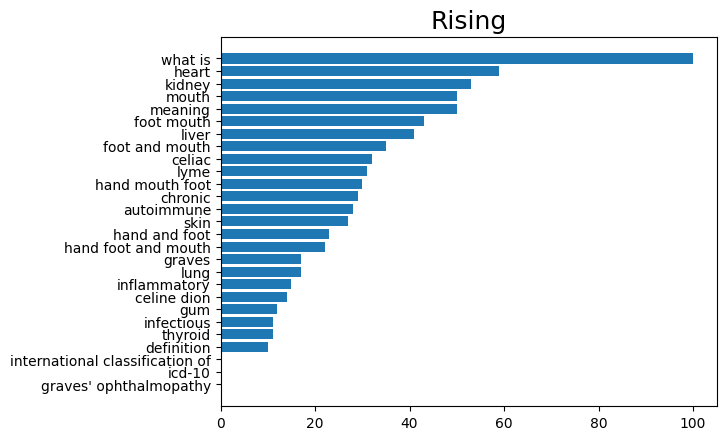 Rising
what is
heart
kidney
mouth
meaning
foot mouth
liver
foot and mouth
celiac
lyme
hand mouth foot
chronic
autoimmune
skin
hand and foot
hand foot and mouth
graves
lung
inflammatory
celine dion
gum
infectious
thyroid
definition
international classification of
icd-10
graves' ophthalmopathy
0 20 40 60 80 100